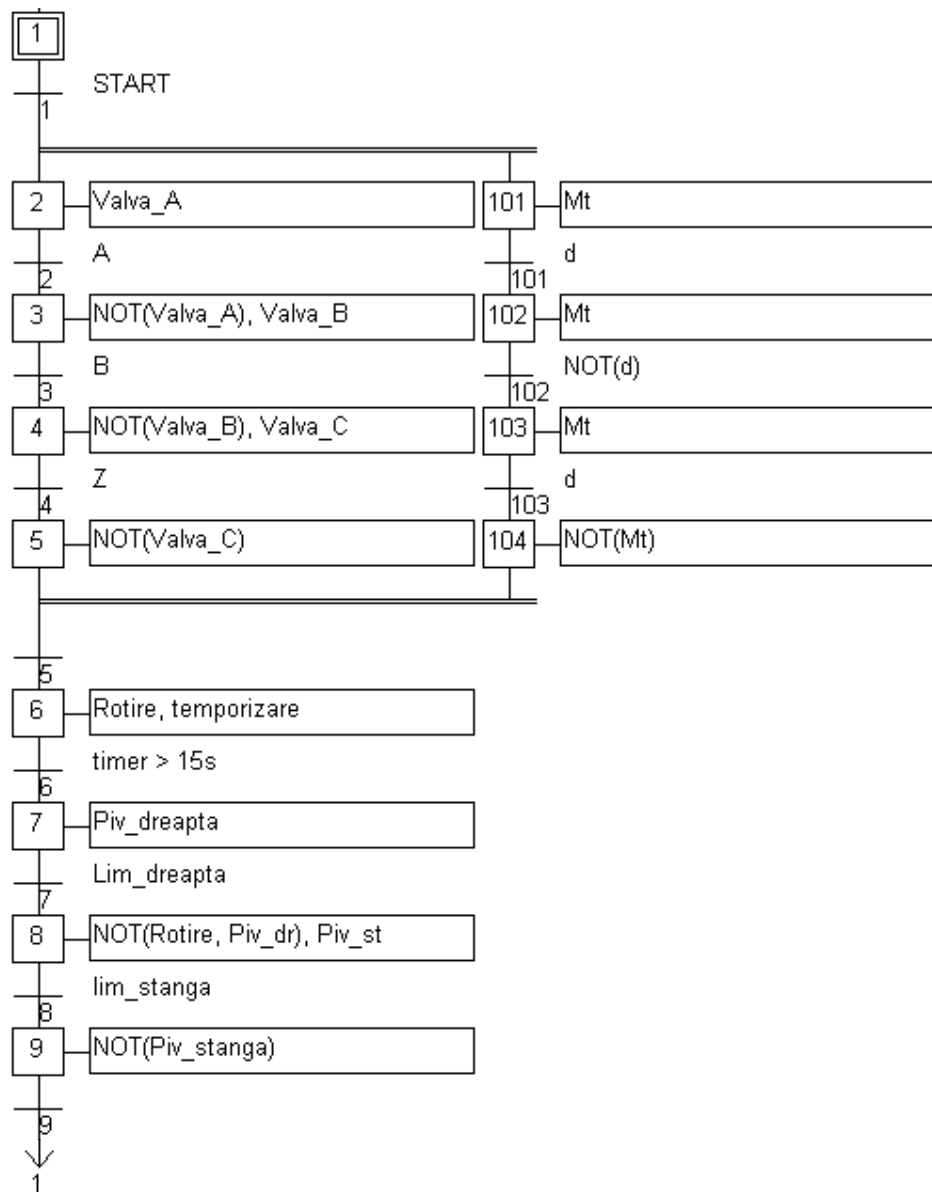 1
START
1
2 Valva_A 101 Mt
A d
2 101
3 NOT(Valva_A), Valva_B 102 Mt
B NOT(d)
3 102
4 NOT(Valva_B), Valva_C 103 Mt
Z d
4 103
5 NOT(Valva_C) 104 NOT(Mt)
5
6 Rotire, temporizare
timer > 15s
6
7 Piv_dreapta
Lim_dreapta
7
8 NOT(Rotire, Piv_dr), Piv_st
lim_stanga
8
9 NOT(Piv_stanga)
9
1